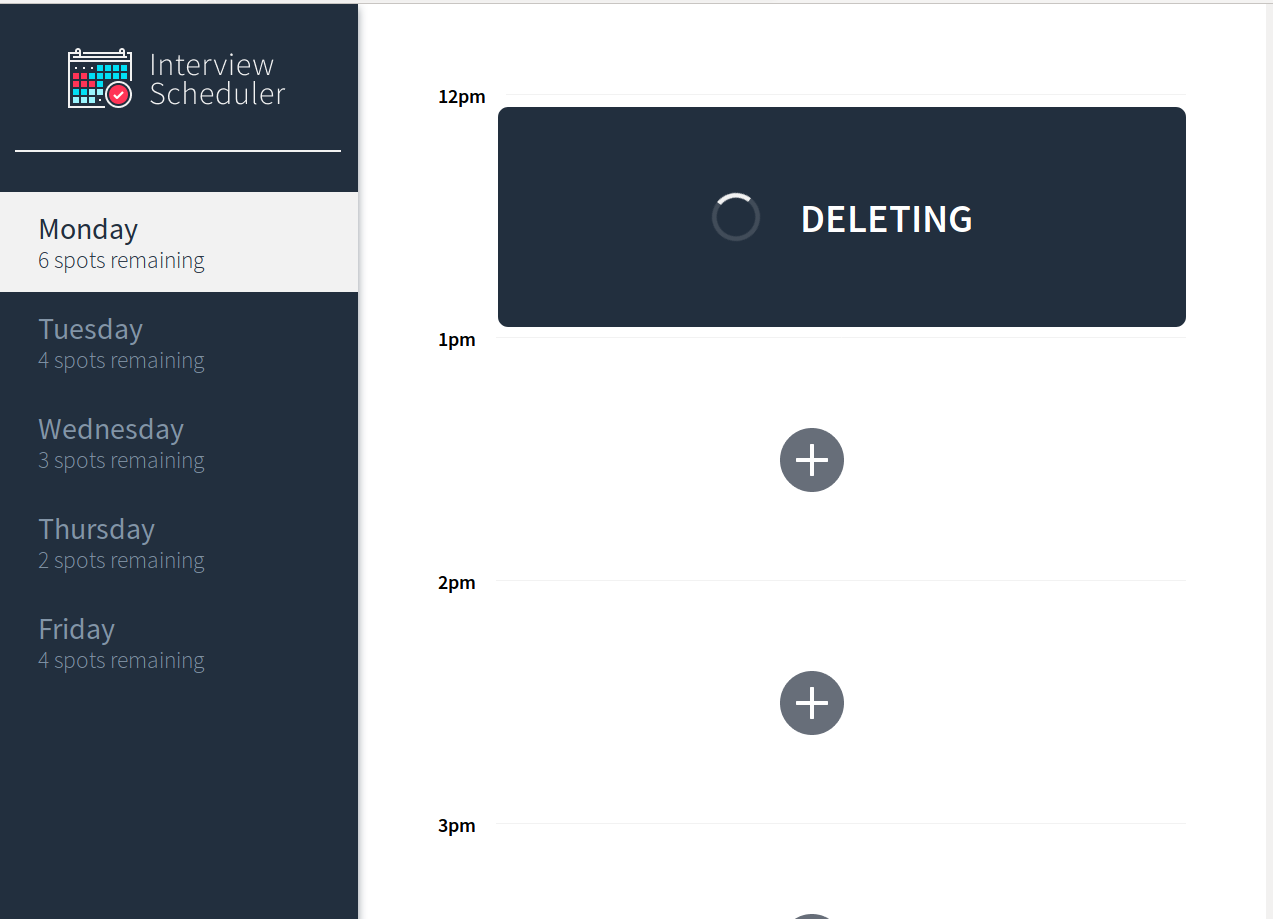 Interview
Scheduler
Monday
6 spots remaining
Tuesday
4 spots remaining
Wednesday
3 spots remaining
Thursday
2 spots remaining
Friday
4 spots remaining
12pm
DELETING
1pm
2pm
3pm